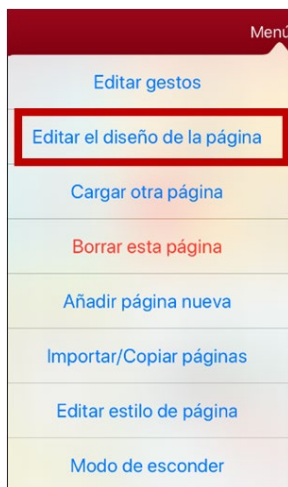 Menú
Editar gestos
Editar el diseño de la página
Cargar otra página
Borrar esta página
Añadir página nueva
Importar/Copiar páginas
Editar estilo de página
Modo de esconder